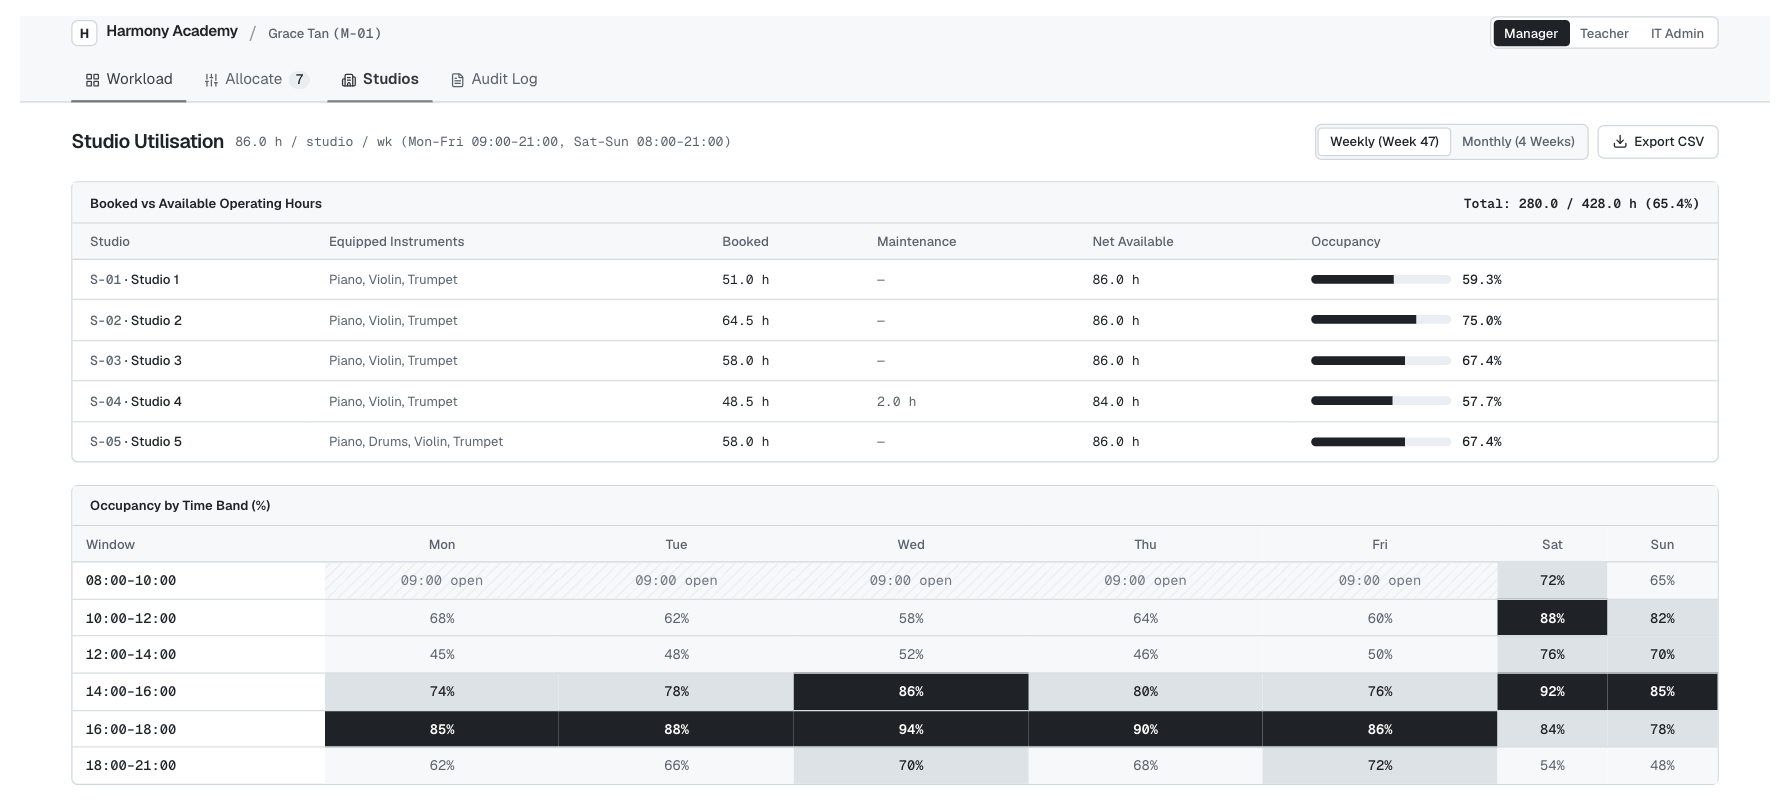 H Harmony Academy / Grace Tan (M-01) Manager Teacher IT Admin
Workload Allocate 7 Studios Audit Log
Studio Utilisation 86.0 h / studio / wk (Mon-Fri 09:00-21:00, Sat-Sun 08:00-21:00) Weekly (Week 47) Monthly (4 Weeks) Export CSV
Booked vs Available Operating Hours Total: 280.0 / 428.0 h (65.4%)
Studio Equipped Instruments Booked Maintenance Net Available Occupancy
S-01 · Studio 1 Piano, Violin, Trumpet 51.0 h – 86.0 h 59.3%
S-02 · Studio 2 Piano, Violin, Trumpet 64.5 h – 86.0 h 75.0%
S-03 · Studio 3 Piano, Violin, Trumpet 58.0 h – 86.0 h 67.4%
S-04 · Studio 4 Piano, Violin, Trumpet 48.5 h 2.0 h 84.0 h 57.7%
S-05 · Studio 5 Piano, Drums, Violin, Trumpet 58.0 h – 86.0 h 67.4%
Occupancy by Time Band (%)
Window Mon Tue Wed Thu Fri Sat Sun
08:00-10:00 09:00 open 09:00 open 09:00 open 09:00 open 09:00 open 72% 65%
10:00-12:00 68% 62% 58% 64% 60% 88% 82%
12:00-14:00 45% 48% 52% 46% 50% 76% 70%
14:00-16:00 74% 78% 86% 80% 76% 92% 85%
16:00-18:00 85% 88% 94% 90% 86% 84% 78%
18:00-21:00 62% 66% 70% 68% 72% 54% 48%